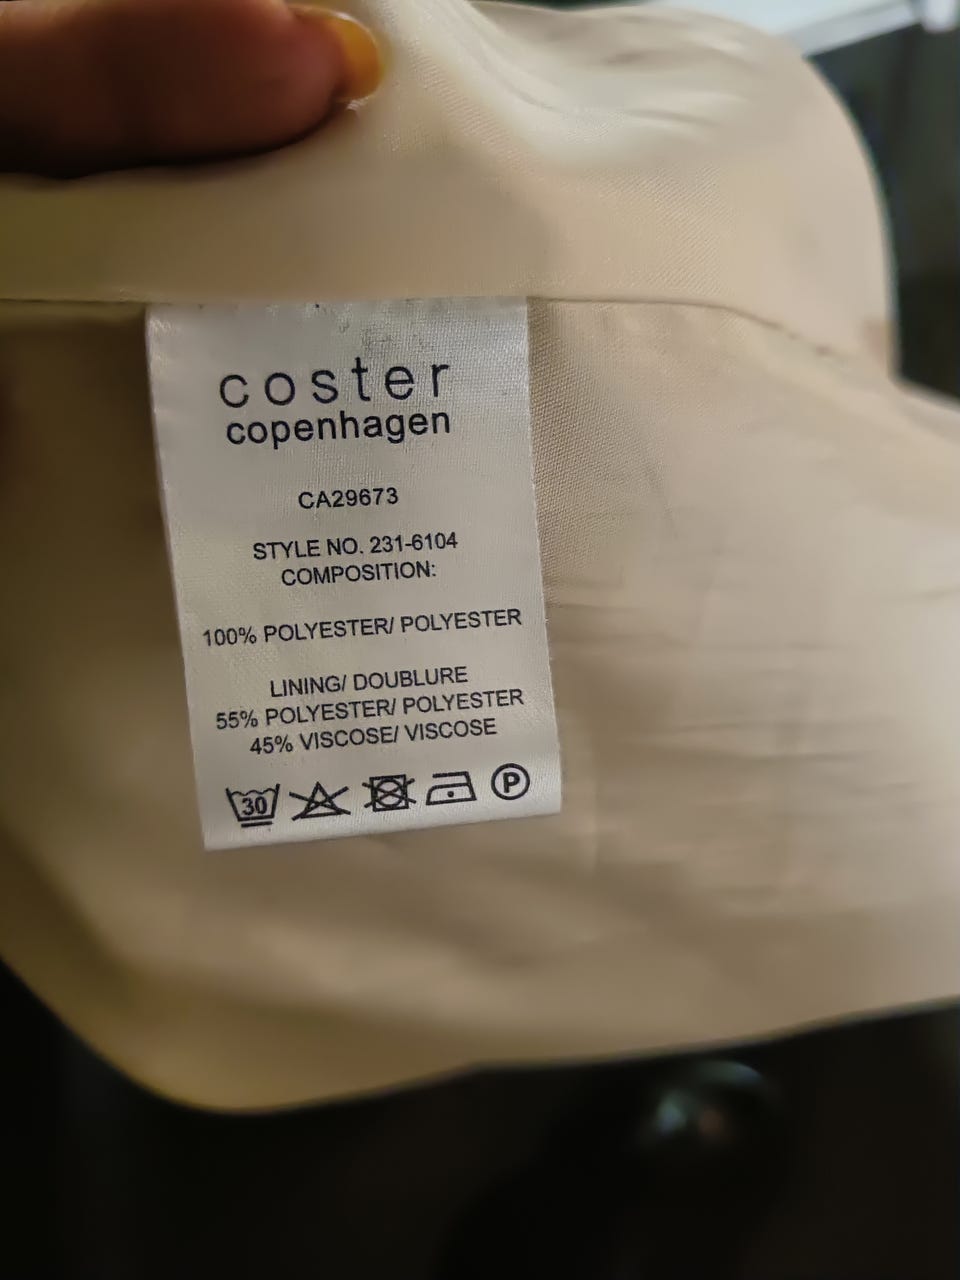 coster
copenhagen
CA29673
STYLE NO. 231-6104
COMPOSITION:
100% POLYESTER/ POLYESTER
LINING/ DOUBLURE
55% POLYESTER/ POLYESTER
45% VISCOSE/ VISCOSE
30 P